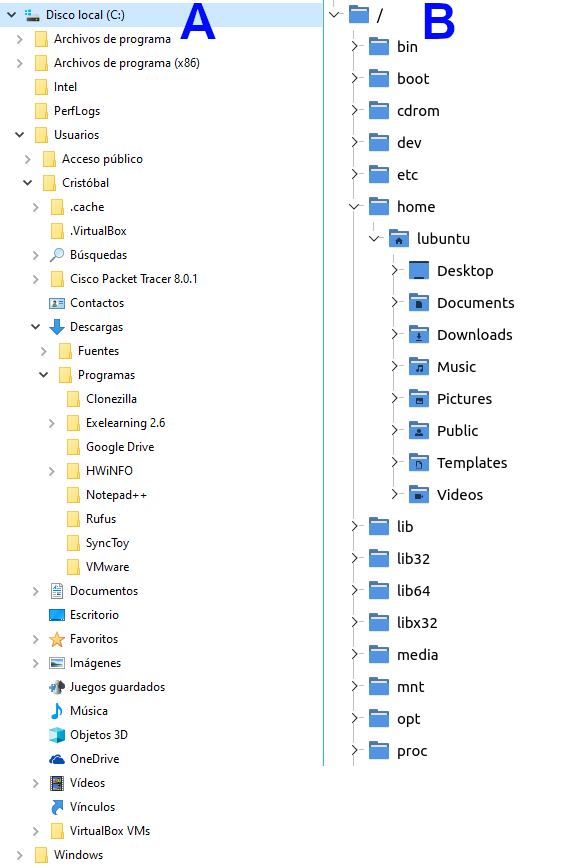 A
Disco local (C:)
Archivos de programa
Archivos de programa (x86)
Intel
PerfLogs
Usuarios
Acceso público
Cristóbal
.cache
.VirtualBox
Búsquedas
Cisco Packet Tracer 8.0.1
Contactos
Descargas
Fuentes
Programas
Clonezilla
Exelearning 2.6
Google Drive
HWiNFO
Notepad++
Rufus
SyncToy
VMware
Documentos
Escritorio
Favoritos
Imágenes
Juegos guardados
Música
Objetos 3D
OneDrive
Vídeos
Vínculos
VirtualBox VMs
Windows
B
/
bin
boot
cdrom
dev
etc
home
lubuntu
Desktop
Documents
Downloads
Music
Pictures
Public
Templates
Videos
lib
lib32
lib64
libx32
media
mnt
opt
proc